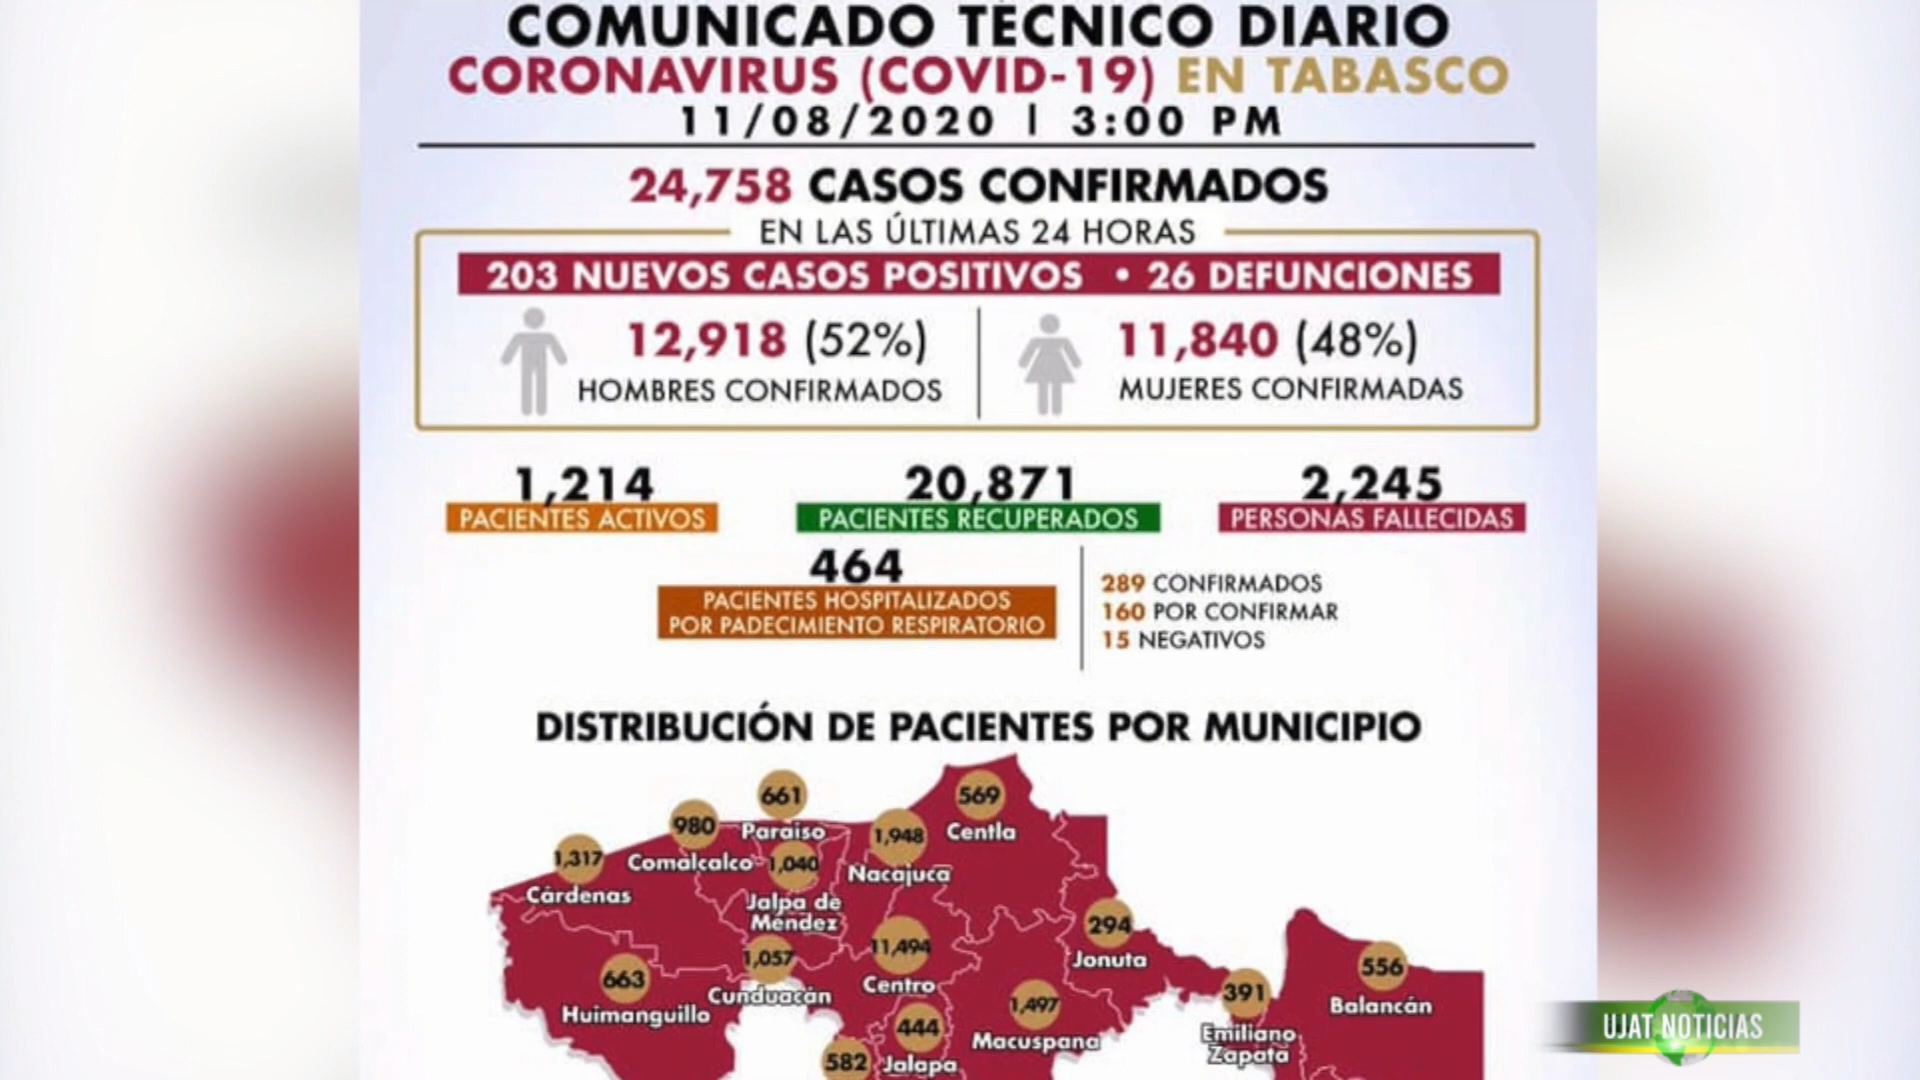 COMUNICADO TÉCNICO DIARIO
CORONAVIRUS (COVID-19) EN TABASCO
11/08/2020 | 3:00 PM
24,758 CASOS CONFIRMADOS
EN LAS ÚLTIMAS 24 HORAS
203 NUEVOS CASOS POSITIVOS • 26 DEFUNCIONES
12,918 (52%)
HOMBRES CONFIRMADOS
11,840 (48%)
MUJERES CONFIRMADAS
1,214
PACIENTES ACTIVOS
20,871
PACIENTES RECUPERADOS
2,245
PERSONAS FALLECIDAS
464
PACIENTES HOSPITALIZADOS
POR PADECIMIENTO RESPIRATORIO
289 CONFIRMADOS
160 POR CONFIRMAR
15 NEGATIVOS
DISTRIBUCIÓN DE PACIENTES POR MUNICIPIO
661
Paraíso
569
Centla
980
Comalcalco
1,948
Nacajuca
1,317
Cárdenas
1,040
Jalpa de
Méndez
294
Jonuta
11,494
Centro
1,057
Cunduacán
663
Huimanguillo
556
Balancán
391
Emiliano
Zapata
1,497
Macuspana
444
Jalapa
582
UJAT NOTICIAS